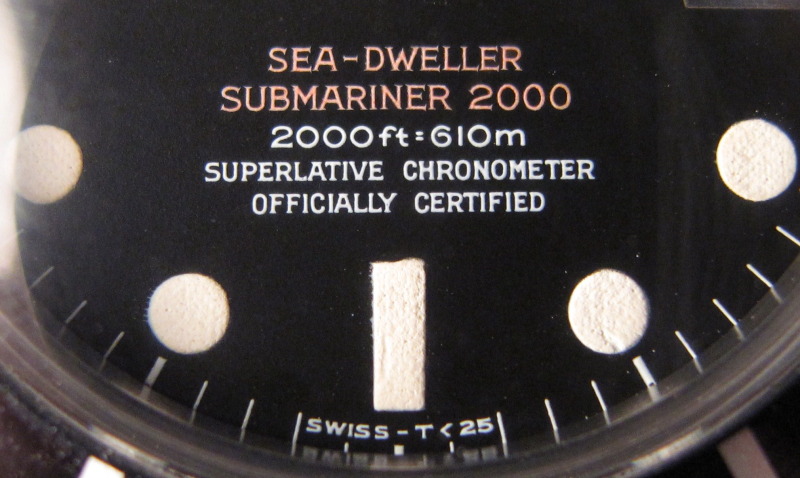 SEA-DWELLER
SUBMARINER 2000
2000ft=610m
SUPERLATIVE CHRONOMETER
OFFICIALLY CERTIFIED
SWISS - T < 25